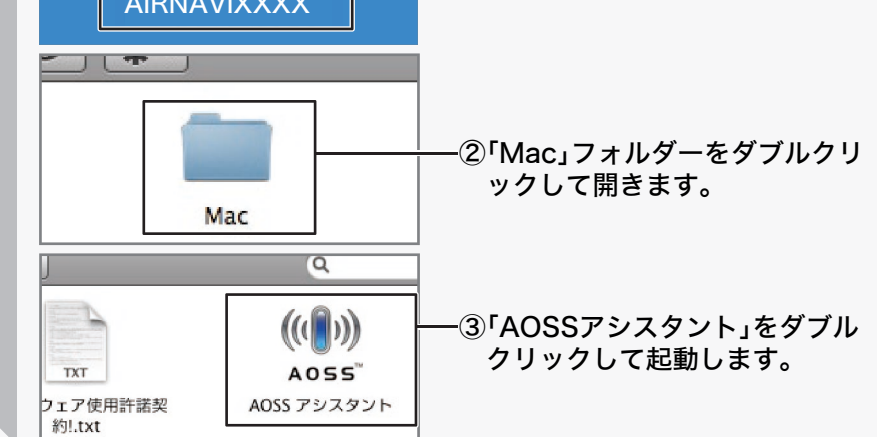 AIRNAVIXXXX
Mac
②「Mac」フォルダーをダブルクリ
ックして開きます。
TXT
ウェア使用許諾契
約!.txt
AOSS™
AOSS アシスタント
③「AOSSアシスタント」をダブル
クリックして起動します。